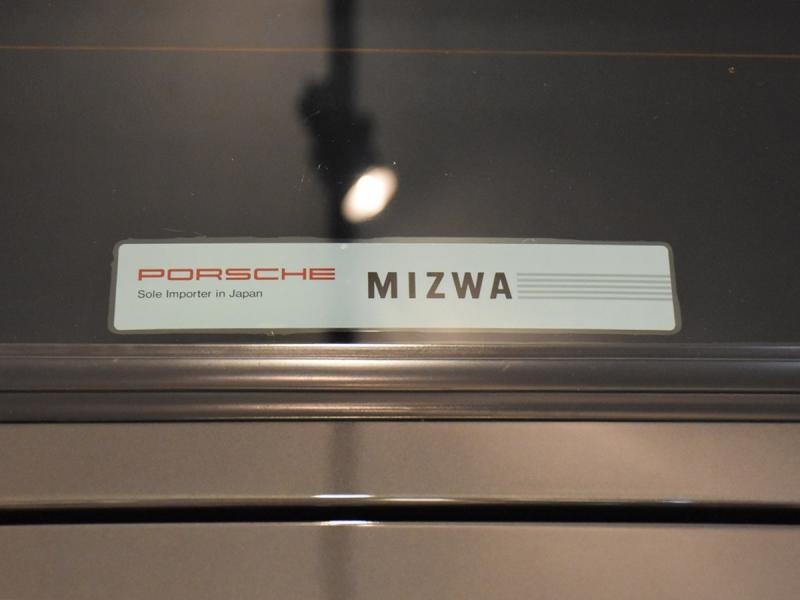 PORSCHE
Sole Importer in Japan
MIZWA